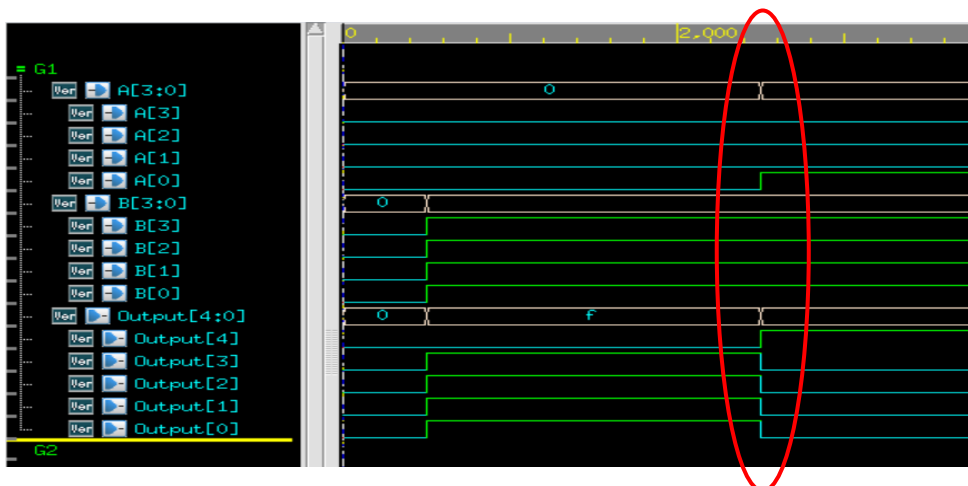 0 2,000
= G1
Ver A[3:0] 0
Ver A[3]
Ver A[2]
Ver A[1]
Ver A[0]
Ver B[3:0] 0
Ver B[3]
Ver B[2]
Ver B[1]
Ver B[0]
Ver Output[4:0] 0 f
Ver Output[4]
Ver Output[3]
Ver Output[2]
Ver Output[1]
Ver Output[0]
G2